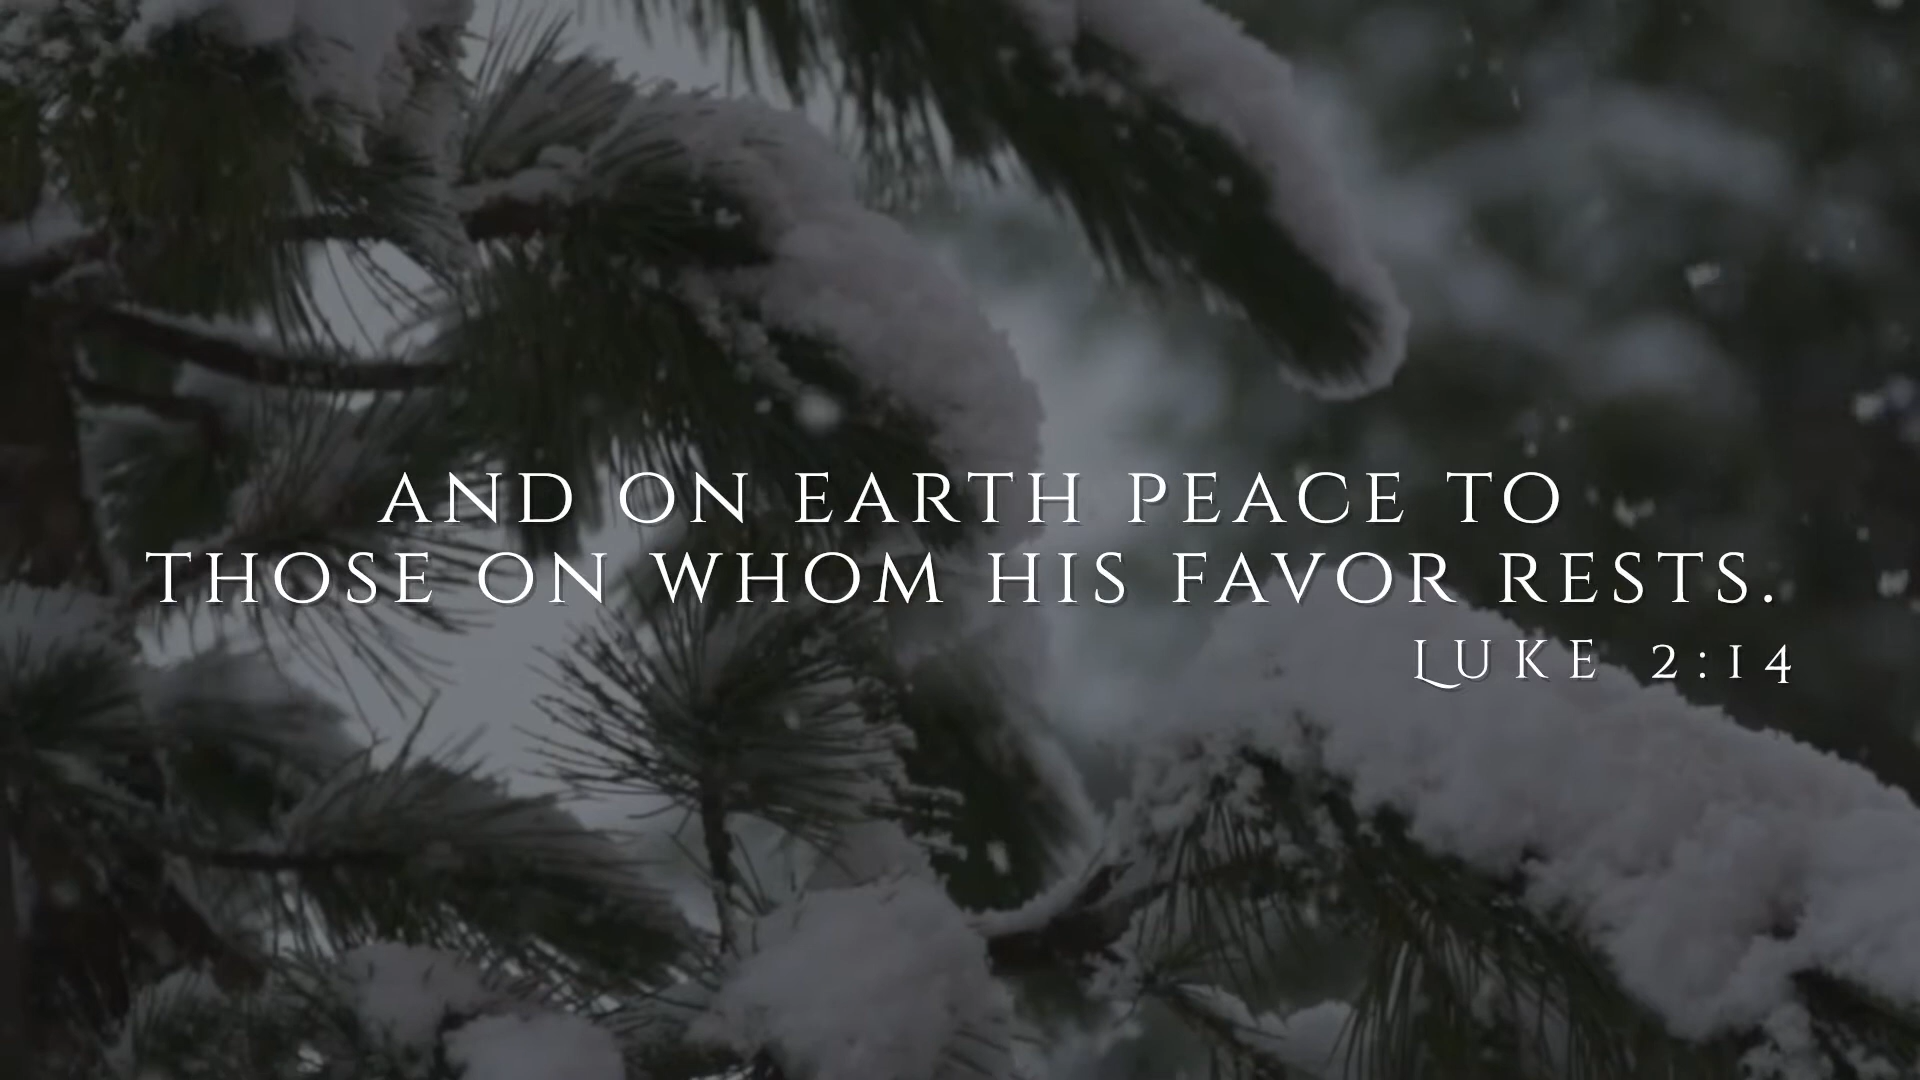 AND ON EARTH PEACE TO
THOSE ON WHOM HIS FAVOR RESTS.
LUKE 2:14